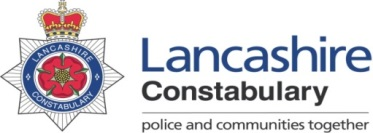 LANCASHIRE
CONSTABULARY
Lancashire
Constabulary
police and communities together